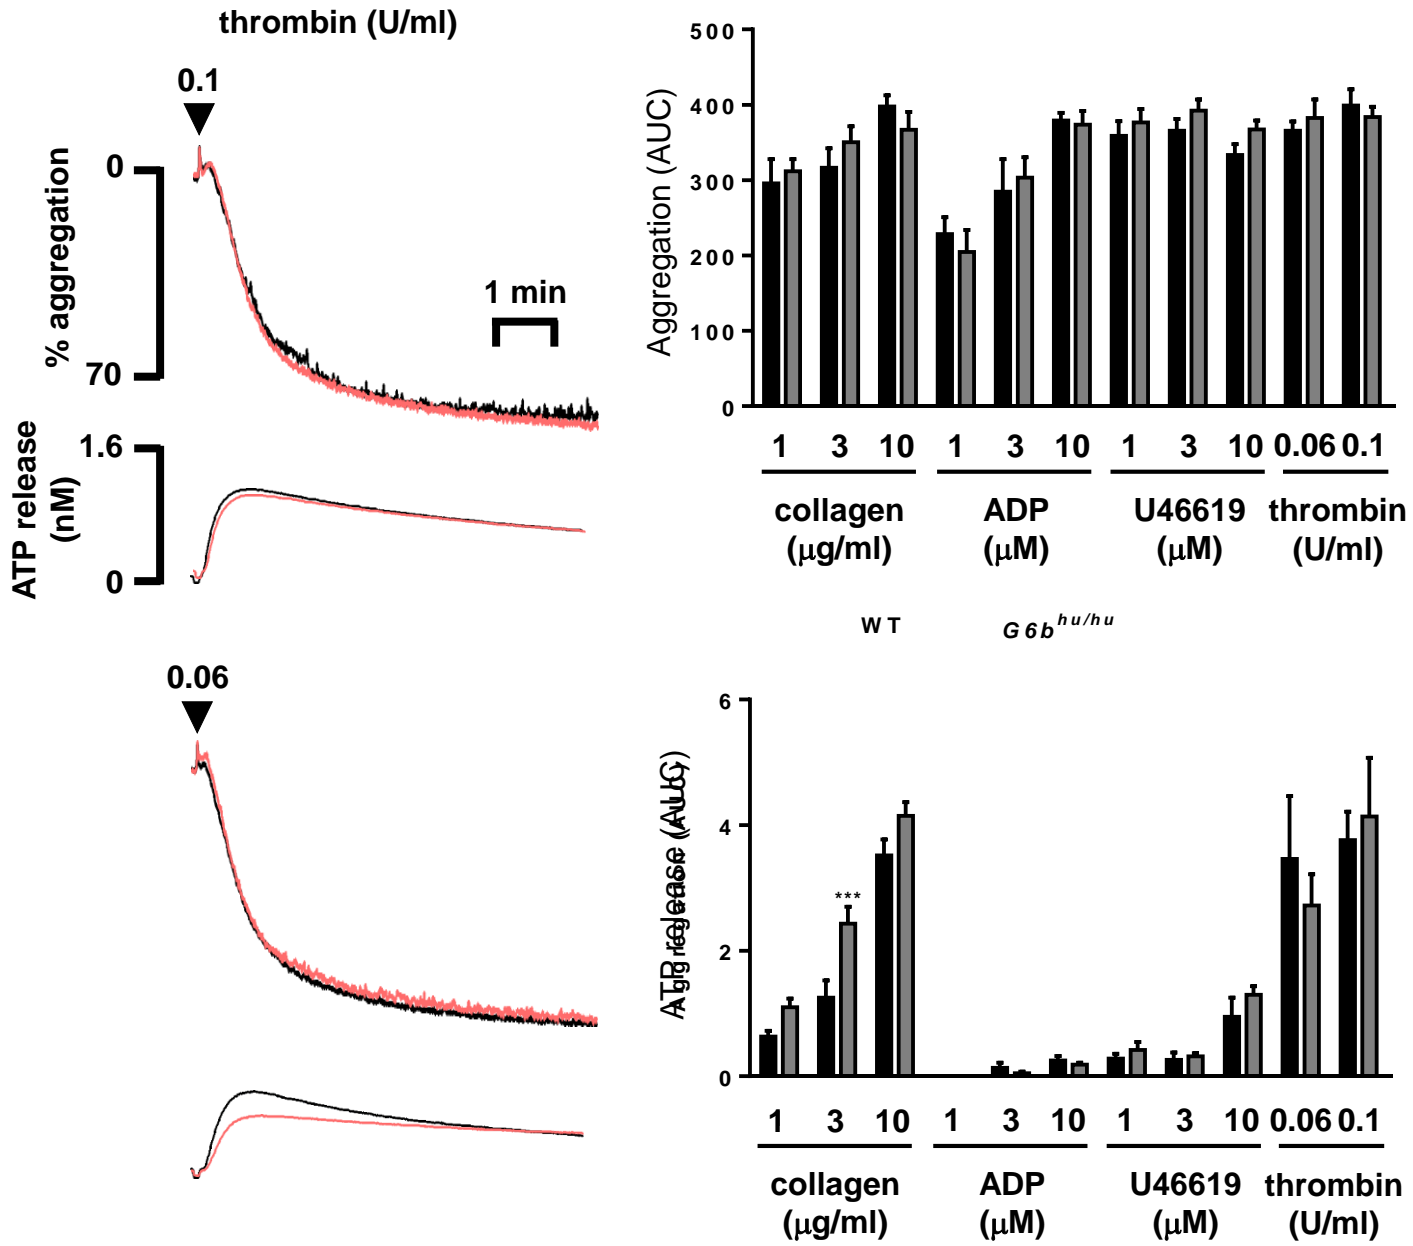 thrombin (U/ml)
0.1
0
% aggregation
70
1 min
1.6
ATP release
(nM)
0
0.06
500
400
300
200
100
0
Aggregation (AUC)
1 3 10 1 3 10 1 3 10 0.06 0.1
collagen ADP U46619 thrombin
(μg/ml) (μM) (μM) (U/ml)
WT G6b^hu/hu
6
4
2
0
ATP release (AUC)
Aggregation (AUC)
***
1 3 10 1 3 10 1 3 10 0.06 0.1
collagen ADP U46619 thrombin
(μg/ml) (μM) (μM) (U/ml)